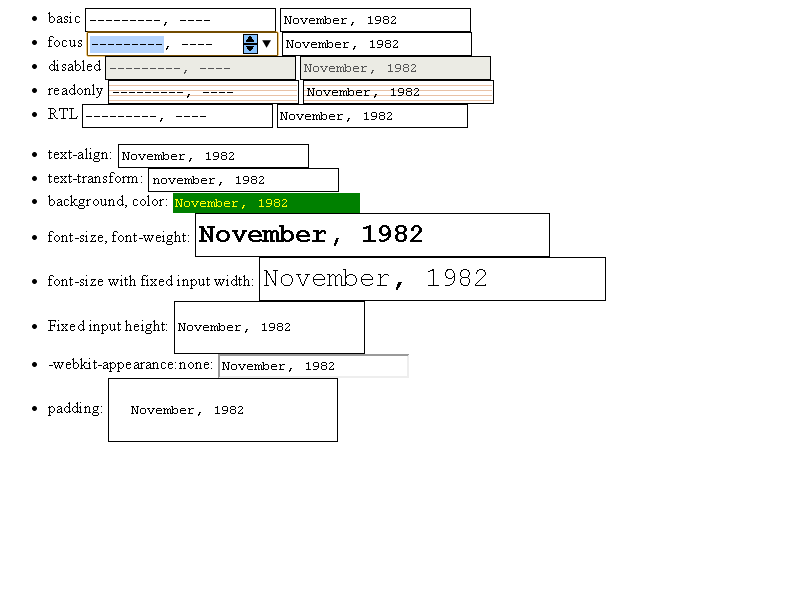 basic ---------, ---- November, 1982
focus ---------, ---- November, 1982
disabled ---------, ---- November, 1982
readonly ---------, ---- November, 1982
RTL ---------, ---- November, 1982
text-align: November, 1982
text-transform: november, 1982
background, color: November, 1982
font-size, font-weight: November, 1982
font-size with fixed input width: November, 1982
Fixed input height: November, 1982
-webkit-appearance:none: November, 1982
padding: November, 1982